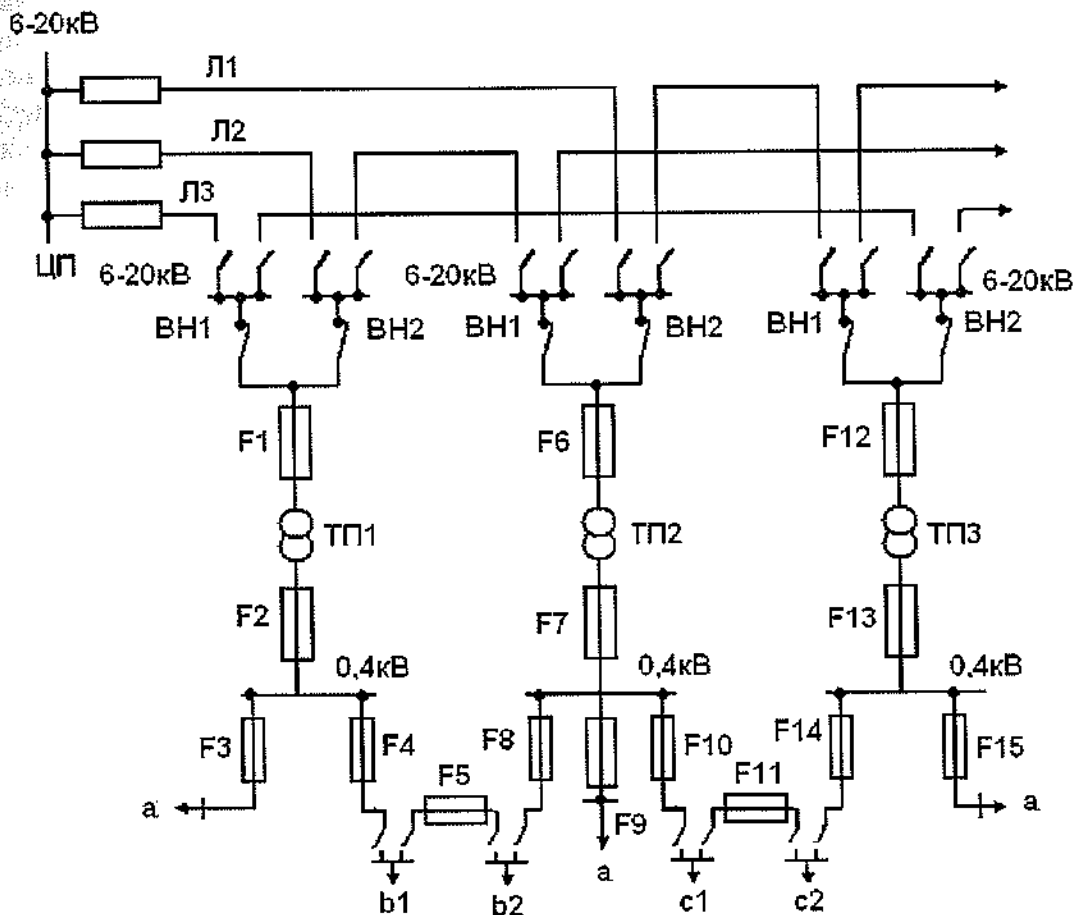 6-20кВ
Л1
Л2
Л3
ЦП
6-20кВ
6-20кВ
6-20кВ
ВН1
ВН2
ВН1
ВН2
ВН1
ВН2
F1
F6
F12
ТП1
ТП2
ТП3
F2
F7
F13
0,4кВ
0,4кВ
0,4кВ
F3
F4
F8
F10
F14
F15
F5
F11
F9
a
a
a
b1
b2
c1
c2